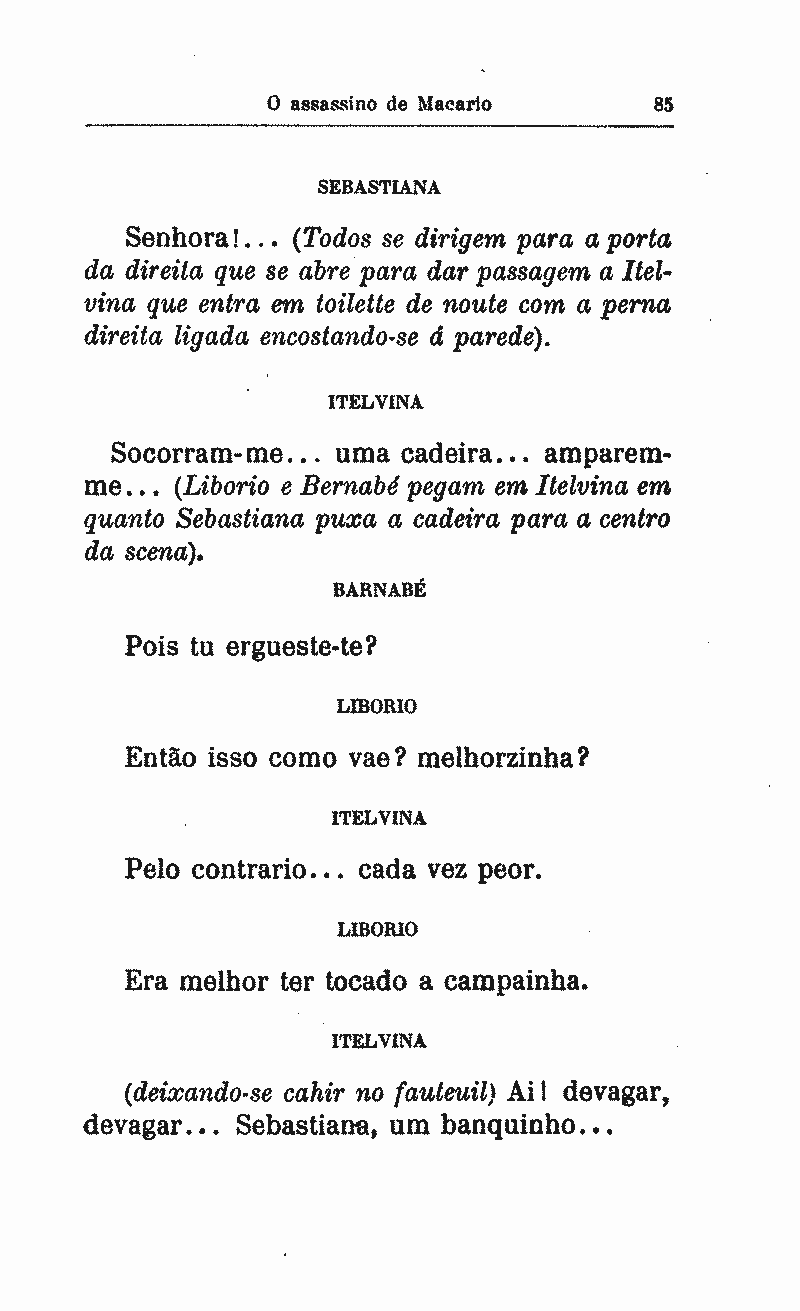 O assassino de Macario 85
SEBASTIANA
Senhora!... (Todos se dirigem para a porta
da direita que se abre para dar passagem a Itel-
vina que entra em toilette de noute com a perna
direita ligada encostando-se á parede).
ITELVINA
Socorram-me... uma cadeira... amparem-
me... (Liborio e Bernabé pegam em Itelvina em
quanto Sebastiana puxa a cadeira para a centro
da scena).
BARNABÉ
Pois tu ergueste-te?
LIBORIO
Então isso como vae? melhorzinha?
ITELVINA
Pelo contrario... cada vez peor.
LIBORIO
Era melhor ter tocado a campainha.
ITELVINA
(deixando-se cahir no fauteuil) Ai! devagar,
devagar... Sebastiana, um banquinho...